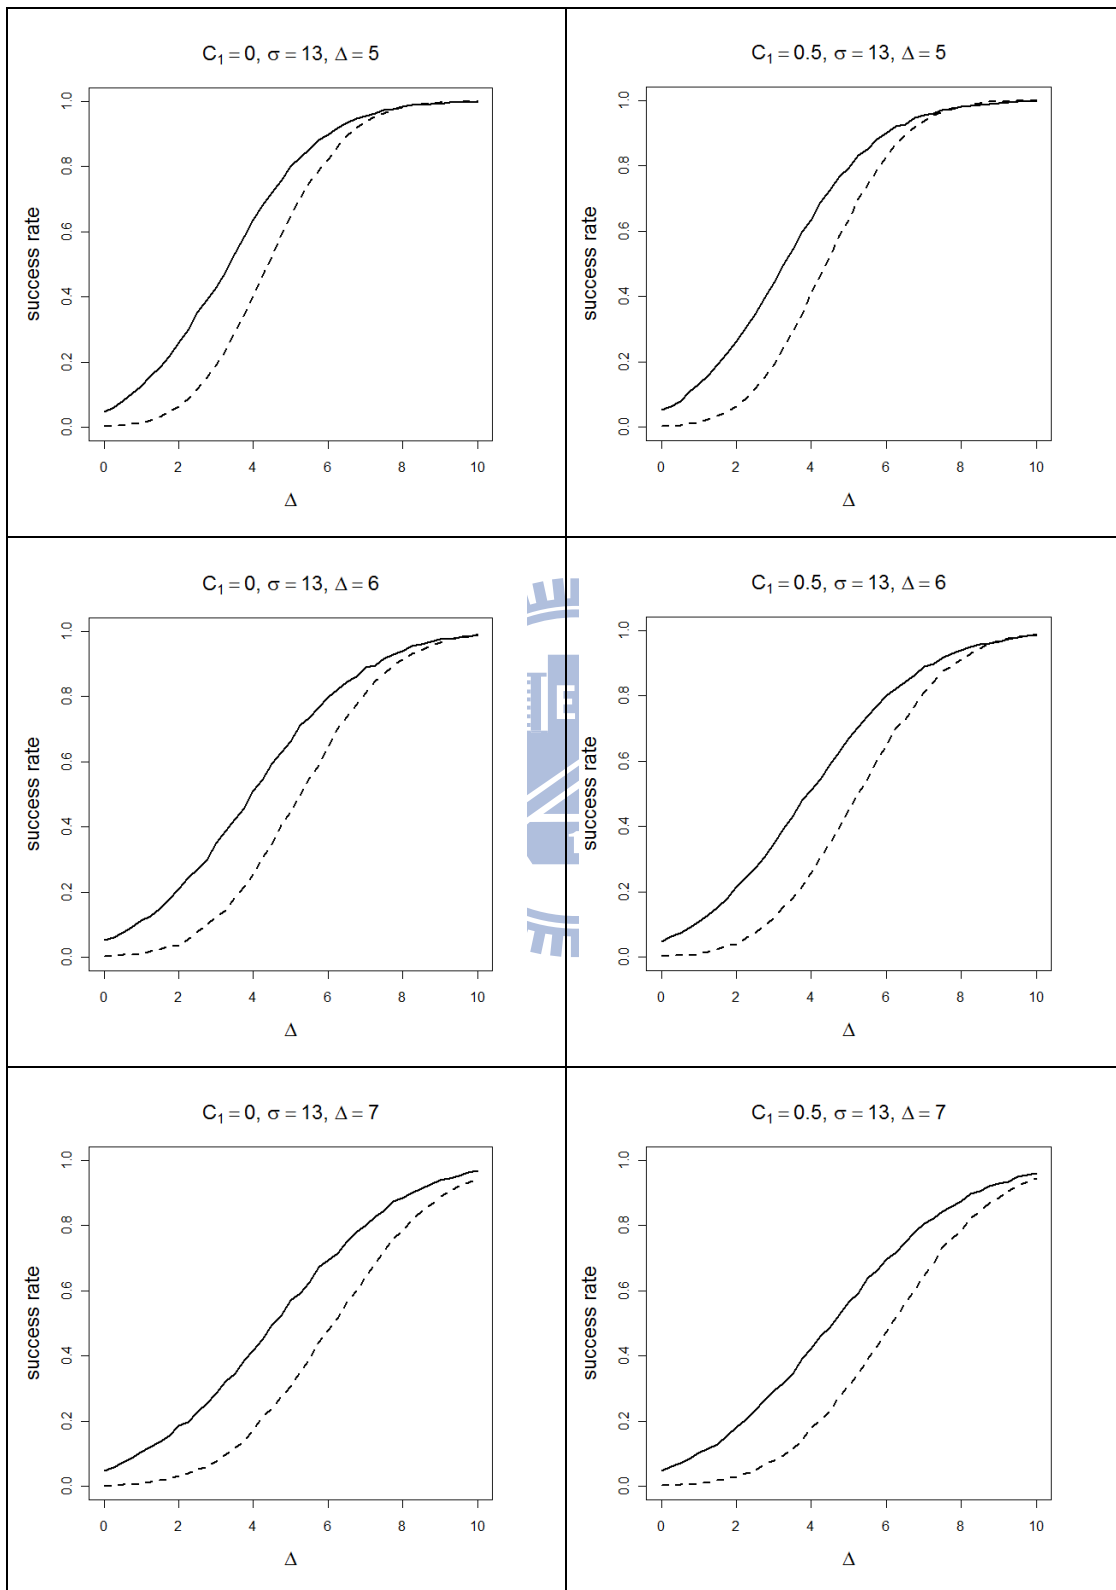 C₁ = 0, σ = 13, Δ = 5
success rate
0.0 0.2 0.4 0.6 0.8 1.0
0 2 4 6 8 10
Δ
C₁ = 0.5, σ = 13, Δ = 5
success rate
0.0 0.2 0.4 0.6 0.8 1.0
0 2 4 6 8 10
Δ
C₁ = 0, σ = 13, Δ = 6
success rate
0.0 0.2 0.4 0.6 0.8 1.0
0 2 4 6 8 10
Δ
C₁ = 0.5, σ = 13, Δ = 6
success rate
0.0 0.2 0.4 0.6 0.8 1.0
0 2 4 6 8 10
Δ
C₁ = 0, σ = 13, Δ = 7
success rate
0.0 0.2 0.4 0.6 0.8 1.0
0 2 4 6 8 10
Δ
C₁ = 0.5, σ = 13, Δ = 7
success rate
0.0 0.2 0.4 0.6 0.8 1.0
0 2 4 6 8 10
Δ